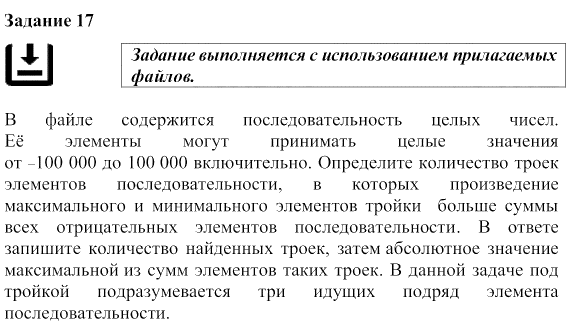 Задание 17
Задание выполняется с использованием прилагаемых
файлов.
В файле содержится последовательность целых чисел.
Её элементы могут принимать целые значения
от –100 000 до 100 000 включительно. Определите количество троек
элементов последовательности, в которых произведение
максимального и минимального элементов тройки больше суммы
всех отрицательных элементов последовательности. В ответе
запишите количество найденных троек, затем абсолютное значение
максимальной из сумм элементов таких троек. В данной задаче под
тройкой подразумевается три идущих подряд элемента
последовательности.